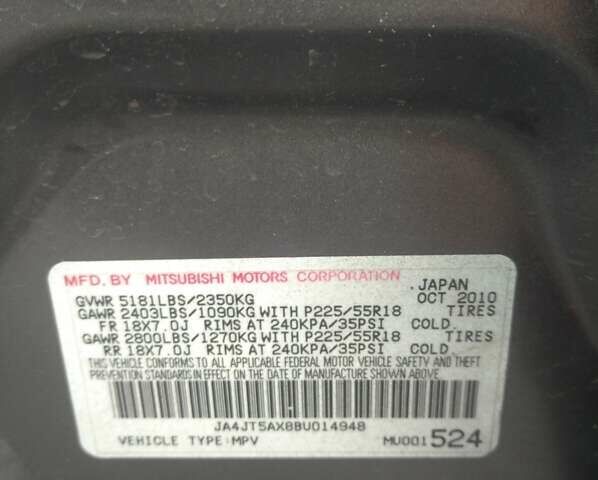 MFD. BY MITSUBISHI MOTORS CORPORATION .JAPAN
GVWR 5181LBS/2350KG OCT 2010
GAWR 2403LBS/1090KG WITH P225/55R18 TIRES
FR 18X7.0J RIMS AT 240KPA/35PSI COLD.
GAWR 2800LBS/1270KG WITH P225/55R18 TIRES
RR 18X7.0J RIMS AT 240KPA/35PSI COLD.
THIS VEHICLE CONFORMS TO ALL APPLICABLE FEDERAL MOTOR VEHICLE SAFETY AND THEFT
PREVENTION STANDARDS IN EFFECT ON THE DATE OF MANUFACTURE SHOWN ABOVE.
JA4JT5AX8BU014948
VEHICLE TYPE:MPV MU001524